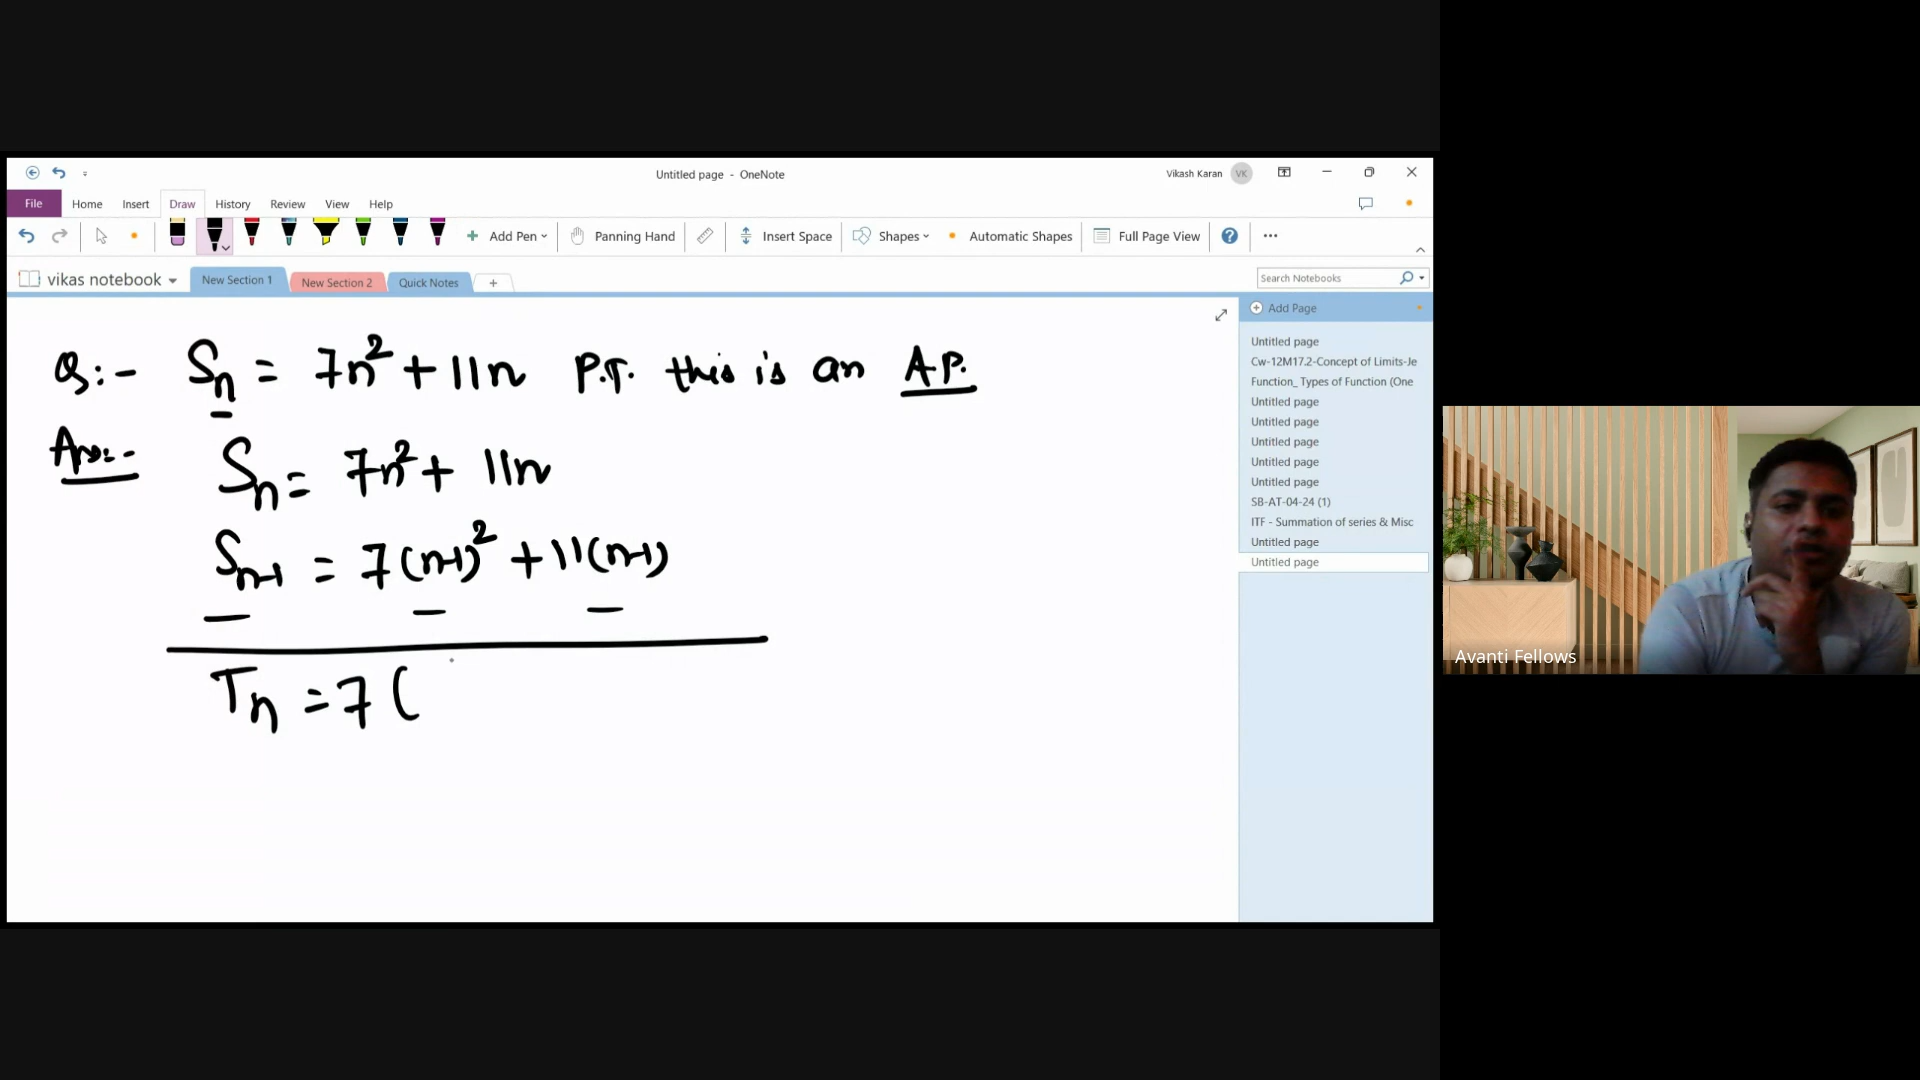 Untitled page - OneNote
Vikash Karan VK
File Home Insert Draw History Review View Help
Add Pen Panning Hand Insert Space Shapes Automatic Shapes Full Page View ? ...
vikas notebook New Section 1 New Section 2 Quick Notes +
Search Notebooks
Add Page
Untitled page
Cw-12M17.2-Concept of Limits-Je
Function_ Types of Function (One
Untitled page
Untitled page
Untitled page
Untitled page
Untitled page
SB-AT-04-24 (1)
ITF - Summation of series & Misc
Untitled page
Untitled page
Q:- Sₙ = 7n² + 11n P.T. this is an A.P.
Ans:- Sₙ = 7n² + 11n
Sₙ₋₁ = 7(n-1)² + 11(n-1)
Tₙ = 7 (
Avanti Fellows